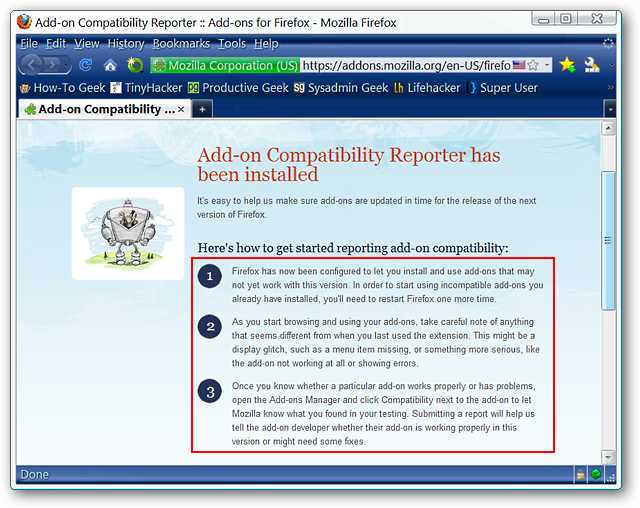 Add-on Compatibility Reporter :: Add-ons for Firefox - Mozilla Firefox
File Edit View History Bookmarks Tools Help
Mozilla Corporation (US) https://addons.mozilla.org/en-US/firefo
How-To Geek TinyHacker Productive Geek Sysadmin Geek Lifehacker Super User
Add-on Compatibility ...
Add-on Compatibility Reporter has
been installed
It's easy to help us make sure add-ons are updated in time for the release of the next
version of Firefox.
Here's how to get started reporting add-on compatibility:
1 Firefox has now been configured to let you install and use add-ons that may
not yet work with this version. In order to start using incompatible add-ons you
already have installed, you'll need to restart Firefox one more time.
2 As you start browsing and using your add-ons, take careful note of anything
that seems different from when you last used the extension. This might be a
display glitch, such as a menu item missing, or something more serious, like
the add-on not working at all or showing errors.
3 Once you know whether a particular add-on works properly or has problems,
open the Add-ons Manager and click Compatibility next to the add-on to let
Mozilla know what you found in your testing. Submitting a report will help us
tell the add-on developer whether their add-on is working properly in this
version or might need some fixes.
Done